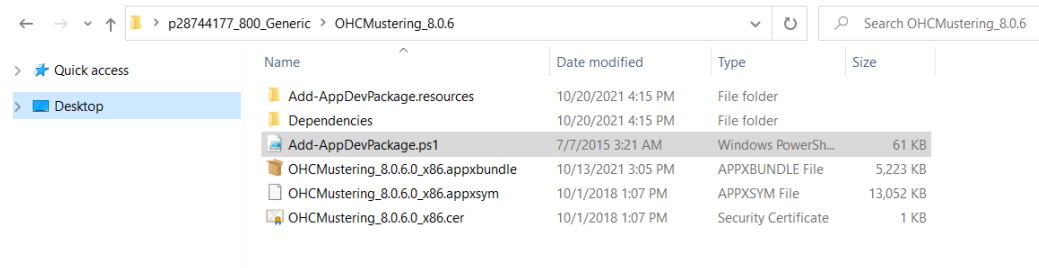 p28744177_800_Generic > OHCMustering_8.0.6 Search OHCMustering_8.0.6
Quick access
Desktop
Name Date modified Type Size
Add-AppDevPackage.resources 10/20/2021 4:15 PM File folder
Dependencies 10/20/2021 4:15 PM File folder
Add-AppDevPackage.ps1 7/7/2015 3:21 AM Windows PowerSh... 61 KB
OHCMustering_8.0.6.0_x86.appxbundle 10/13/2021 3:05 PM APPXBUNDLE File 5,223 KB
OHCMustering_8.0.6.0_x86.appxsym 10/1/2018 1:07 PM APPXSYM File 13,052 KB
OHCMustering_8.0.6.0_x86.cer 10/1/2018 1:07 PM Security Certificate 1 KB